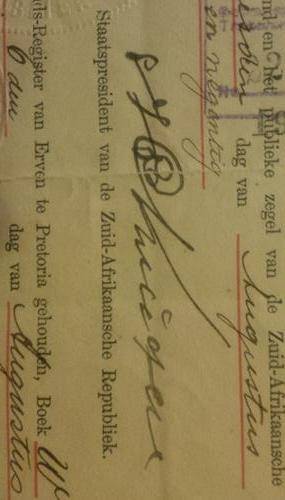 en het publieke zegel van de Zuid-Afrikaansche
dag van Augustus
en negentig
Staatspresident van de Zuid-Afrikaansche Republiek.
ds-Register van Erven te Pretoria gehouden, Boek
6 den dag van Augustus